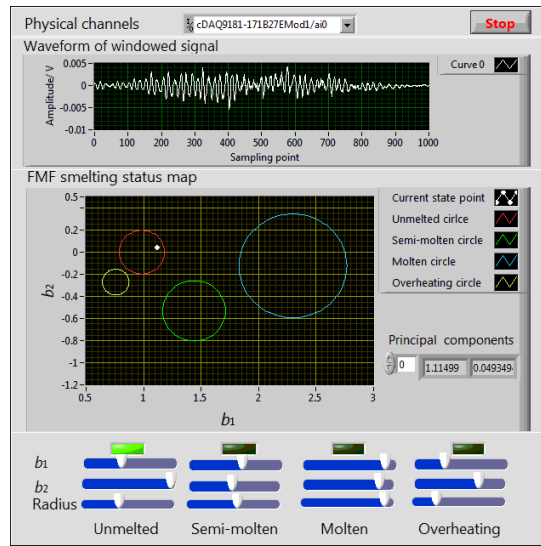 Physical channels
I/O cDAQ9181-171B27EMod1/ai0
Stop
Waveform of windowed signal
Curve 0
Amplitude/ V
0.005
0
-0.005
-0.01
0 100 200 300 400 500 600 700 800 900 1000
Sampling point
FMF smelting status map
b2
0.5
0.2
0
-0.2
-0.4
-0.6
-0.8
-1
-1.2
0.5 1 1.5 2 2.5 3
b1
Current state point
Unmelted cirlce
Semi-molten circle
Molten circle
Overheating circle
Principal components
0 1.11499 0.049349
b1
b2
Radius
Unmelted Semi-molten Molten Overheating